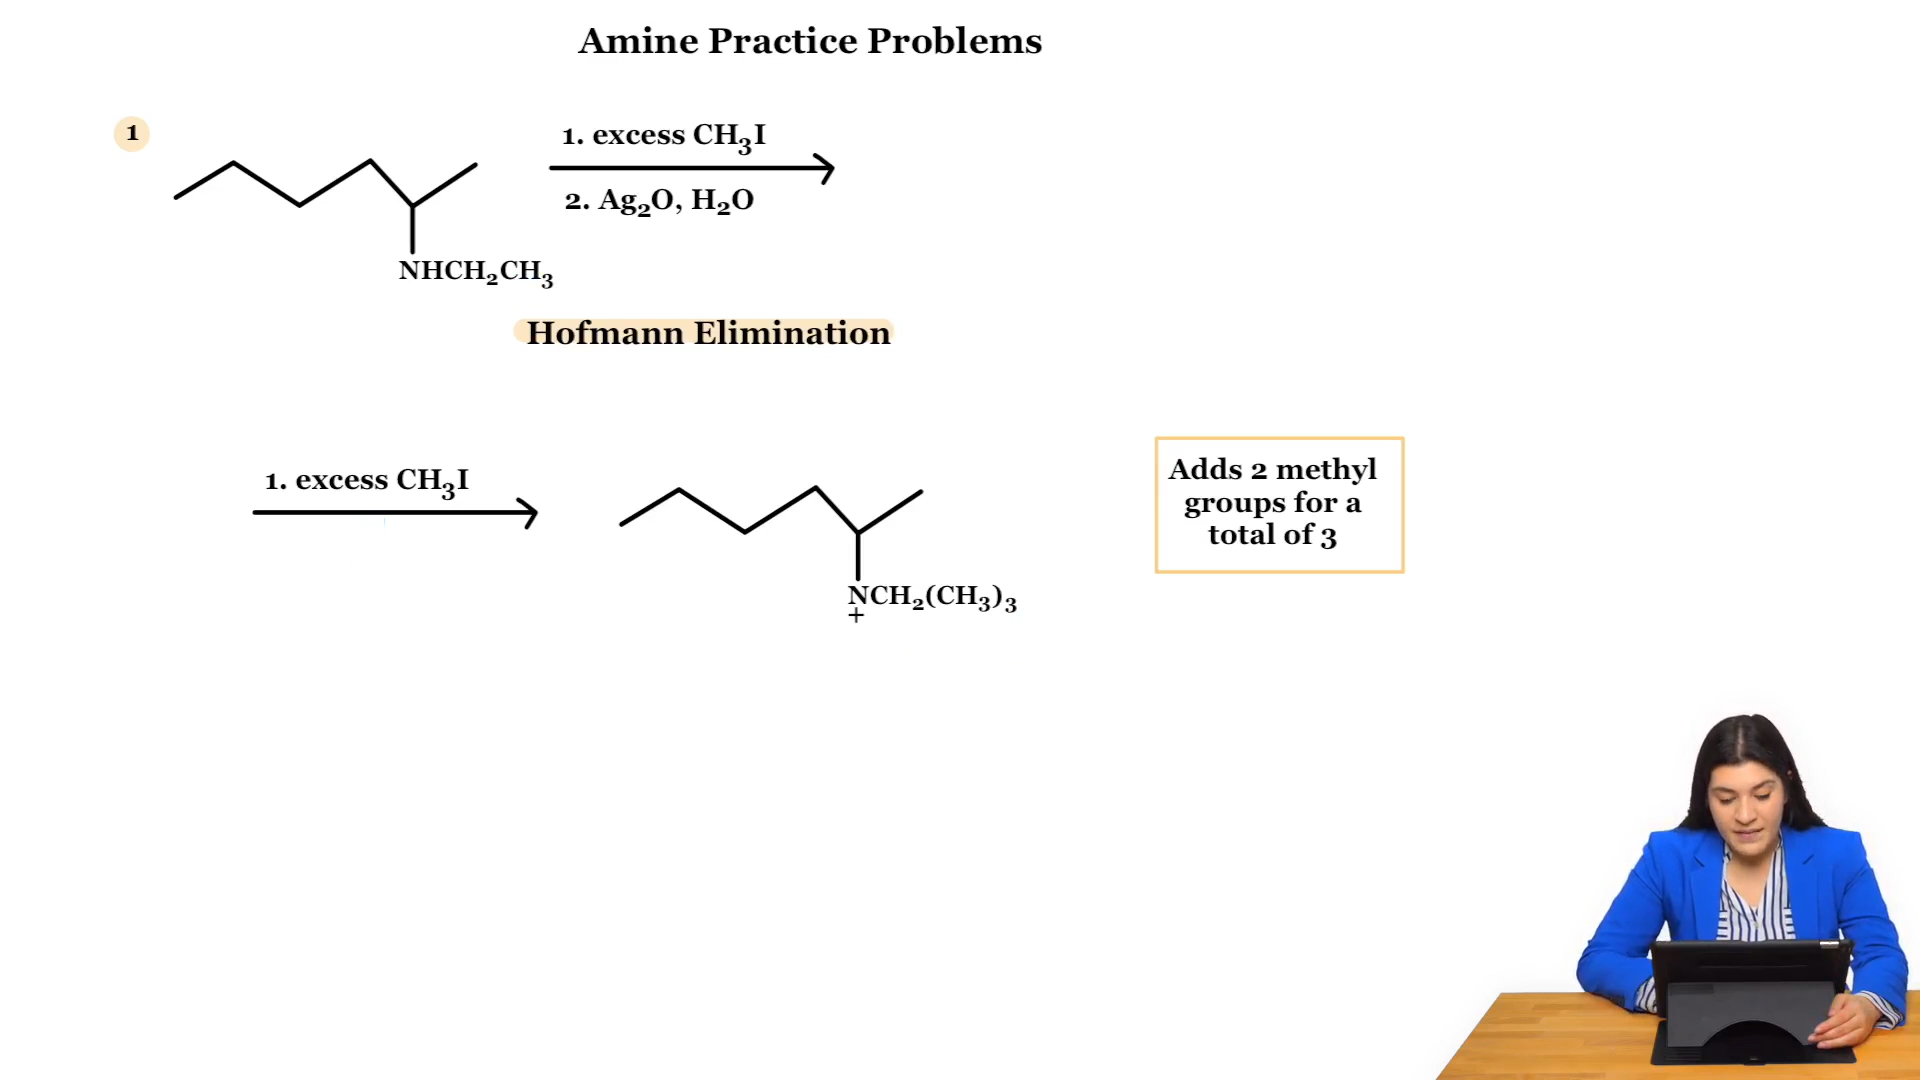 Amine Practice Problems
1
1. excess CH₃I
2. Ag₂O, H₂O
NHCH₂CH₃
Hofmann Elimination
1. excess CH₃I
NCH₂(CH₃)₃
+
Adds 2 methyl
groups for a
total of 3